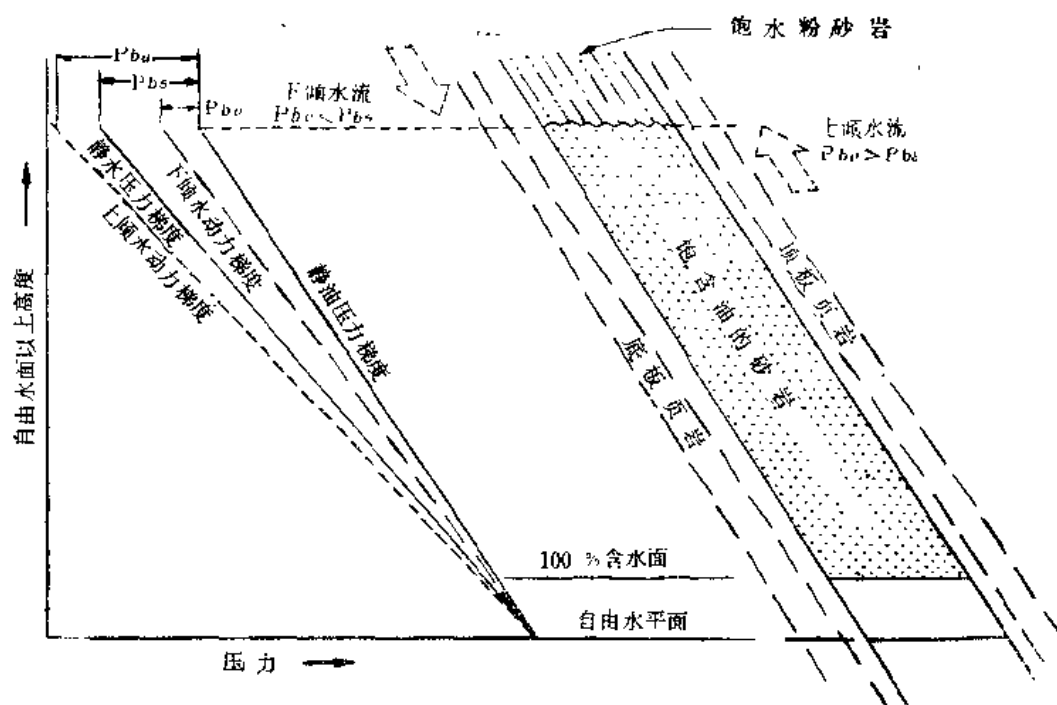 饱水粉砂岩
Pbu
Pbs
Pbo
下倾水流
Pbo<Pbs
上倾水流
静水压力梯度
上倾水动力梯度
下倾水动力梯度
静油压力梯度
饱含油的砂岩
顶板页岩
底板页岩
自由水面以上高度
100%含水面
自由水平面
压力